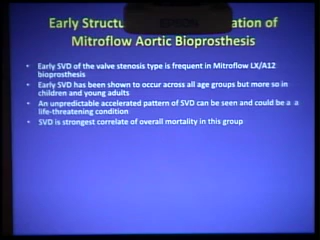 Early Struct ation of
EPSON
Mitroflow Aortic Bioprosthesis
• Early SVD of the valve stenosis type is frequent in Mitroflow LX/A12
bioprosthesis
• Early SVD has been shown to occur across all age groups but more so in
children and young adults
• An unpredictable accelerated pattern of SVD can be seen and could be a a
life-threatening condition
• SVD is strongest correlate of overall mortality in this group